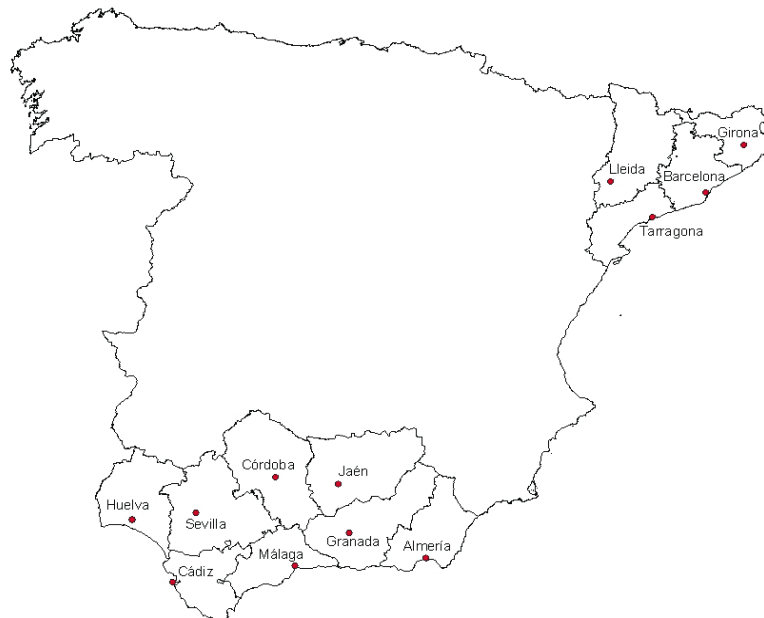 Girona
Lleida
Barcelona
Tarragona
Córdoba
Jaén
Huelva
Sevilla
Granada
Almería
Málaga
Cádiz